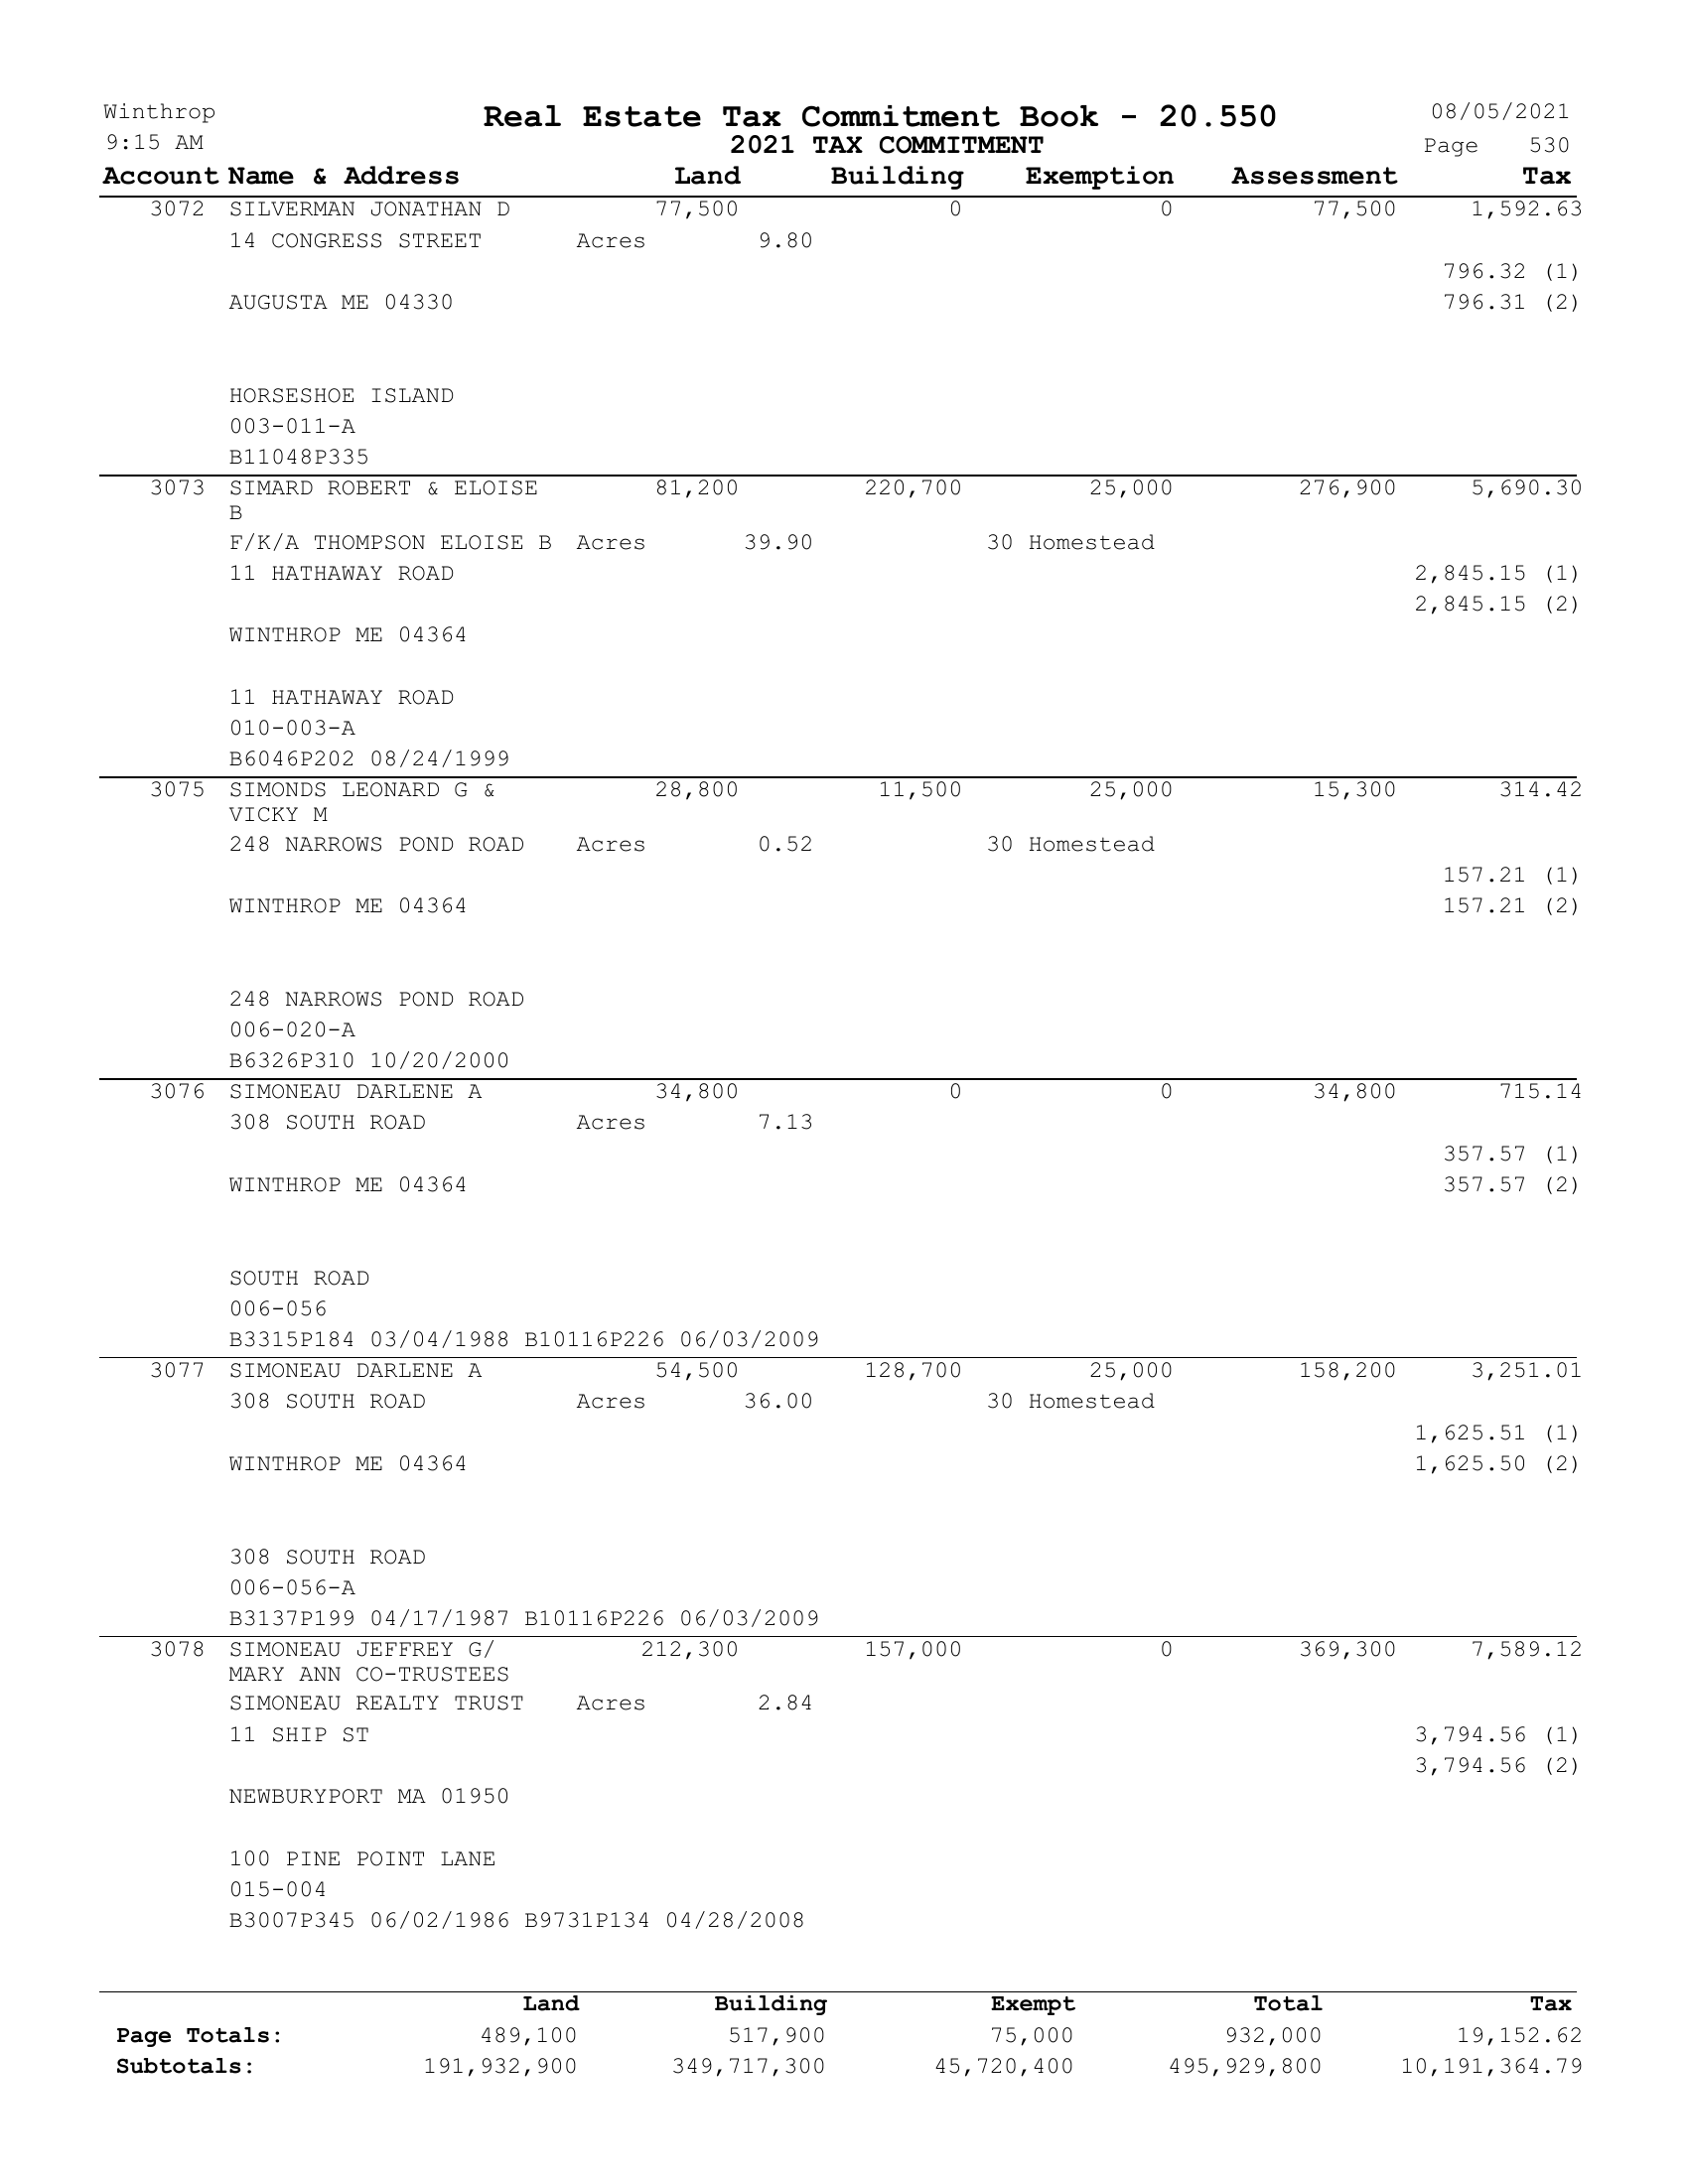 Winthrop Real Estate Tax Commitment Book - 20.550 08/05/2021
9:15 AM 2021 TAX COMMITMENT Page 530
Account Name & Address Land Building Exemption Assessment Tax
3072 SILVERMAN JONATHAN D 77,500 0 0 77,500 1,592.63
14 CONGRESS STREET Acres 9.80
796.32 (1)
AUGUSTA ME 04330 796.31 (2)
HORSESHOE ISLAND
003-011-A
B11048P335
3073 SIMARD ROBERT & ELOISE 81,200 220,700 25,000 276,900 5,690.30
B
F/K/A THOMPSON ELOISE B Acres 39.90 30 Homestead
11 HATHAWAY ROAD 2,845.15 (1)
2,845.15 (2)
WINTHROP ME 04364
11 HATHAWAY ROAD
010-003-A
B6046P202 08/24/1999
3075 SIMONDS LEONARD G & 28,800 11,500 25,000 15,300 314.42
VICKY M
248 NARROWS POND ROAD Acres 0.52 30 Homestead
157.21 (1)
WINTHROP ME 04364 157.21 (2)
248 NARROWS POND ROAD
006-020-A
B6326P310 10/20/2000
3076 SIMONEAU DARLENE A 34,800 0 0 34,800 715.14
308 SOUTH ROAD Acres 7.13
357.57 (1)
WINTHROP ME 04364 357.57 (2)
SOUTH ROAD
006-056
B3315P184 03/04/1988 B10116P226 06/03/2009
3077 SIMONEAU DARLENE A 54,500 128,700 25,000 158,200 3,251.01
308 SOUTH ROAD Acres 36.00 30 Homestead
1,625.51 (1)
WINTHROP ME 04364 1,625.50 (2)
308 SOUTH ROAD
006-056-A
B3137P199 04/17/1987 B10116P226 06/03/2009
3078 SIMONEAU JEFFREY G/ 212,300 157,000 0 369,300 7,589.12
MARY ANN CO-TRUSTEES
SIMONEAU REALTY TRUST Acres 2.84
11 SHIP ST 3,794.56 (1)
3,794.56 (2)
NEWBURYPORT MA 01950
100 PINE POINT LANE
015-004
B3007P345 06/02/1986 B9731P134 04/28/2008
Land Building Exempt Total Tax
Page Totals: 489,100 517,900 75,000 932,000 19,152.62
Subtotals: 191,932,900 349,717,300 45,720,400 495,929,800 10,191,364.79